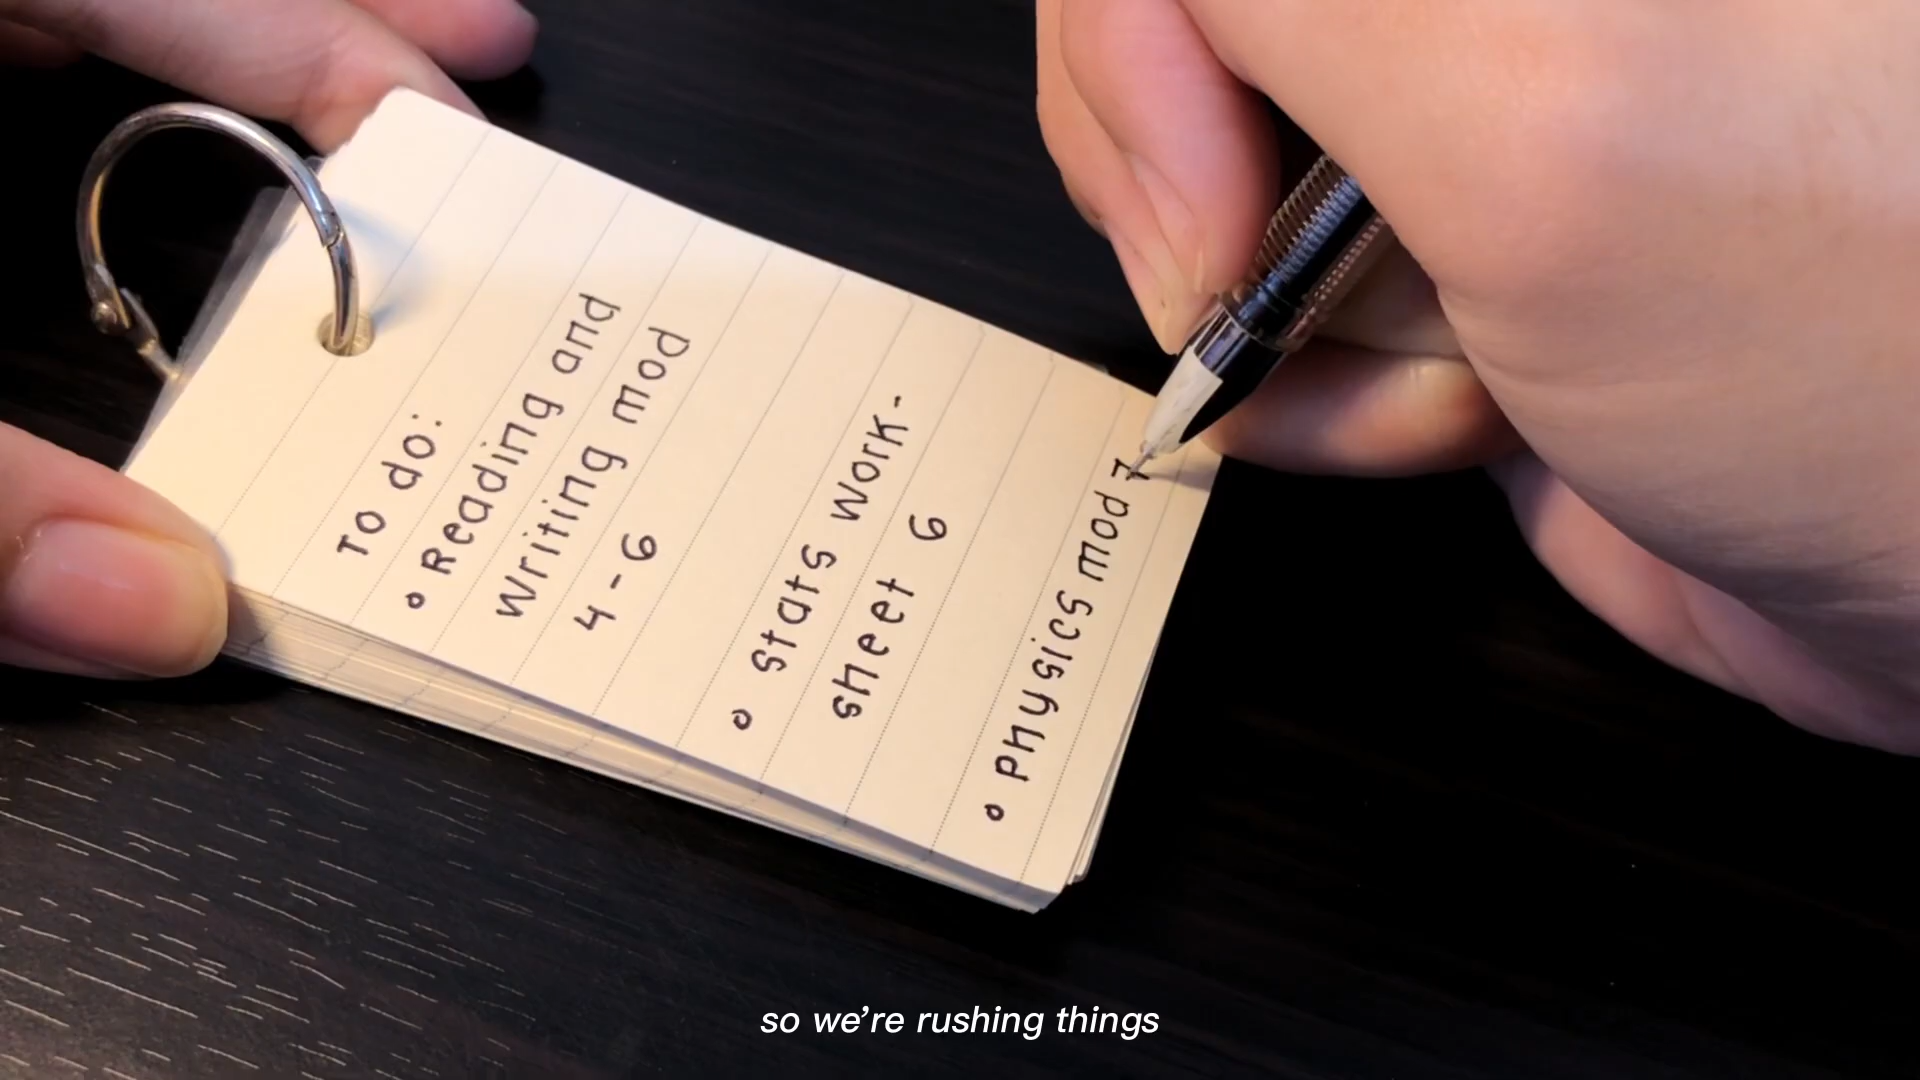 To do:
• Reading and
writing mod
4-6
• Stats work-
sheet 6
• Physics mod 7
so we're rushing things